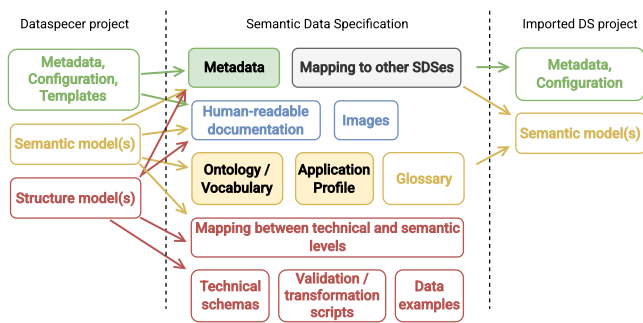 Dataspecer project
Semantic Data Specification
Imported DS project
Metadata,
Configuration,
Templates
Metadata
Mapping to other SDSes
Metadata,
Configuration
Human-readable
documentation
Images
Semantic model(s)
Semantic model(s)
Ontology /
Vocabulary
Application
Profile
Glossary
Structure model(s)
Mapping between technical and semantic
levels
Technical
schemas
Validation /
transformation
scripts
Data
examples